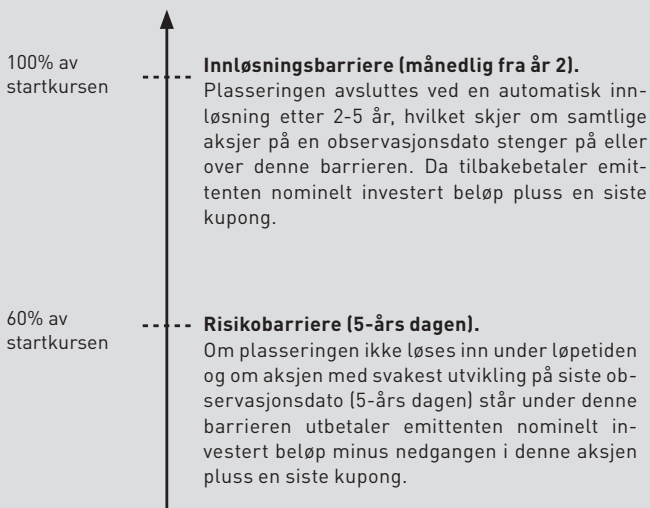 100% av
startkursen
Innløsningsbarriere (månedlig fra år 2).
Plasseringen avsluttes ved en automatisk inn-
løsning etter 2-5 år, hvilket skjer om samtlige
aksjer på en observasjonsdato stenger på eller
over denne barrieren. Da tilbakebetaler emit-
tenten nominelt investert beløp pluss en siste
kupong.
60% av
startkursen
Risikobarriere (5-års dagen).
Om plasseringen ikke løses inn under løpetiden
og om aksjen med svakest utvikling på siste ob-
servasjonsdato (5-års dagen) står under denne
barrieren utbetaler emittenten nominelt in-
vestert beløp minus nedgangen i denne aksjen
pluss en siste kupong.